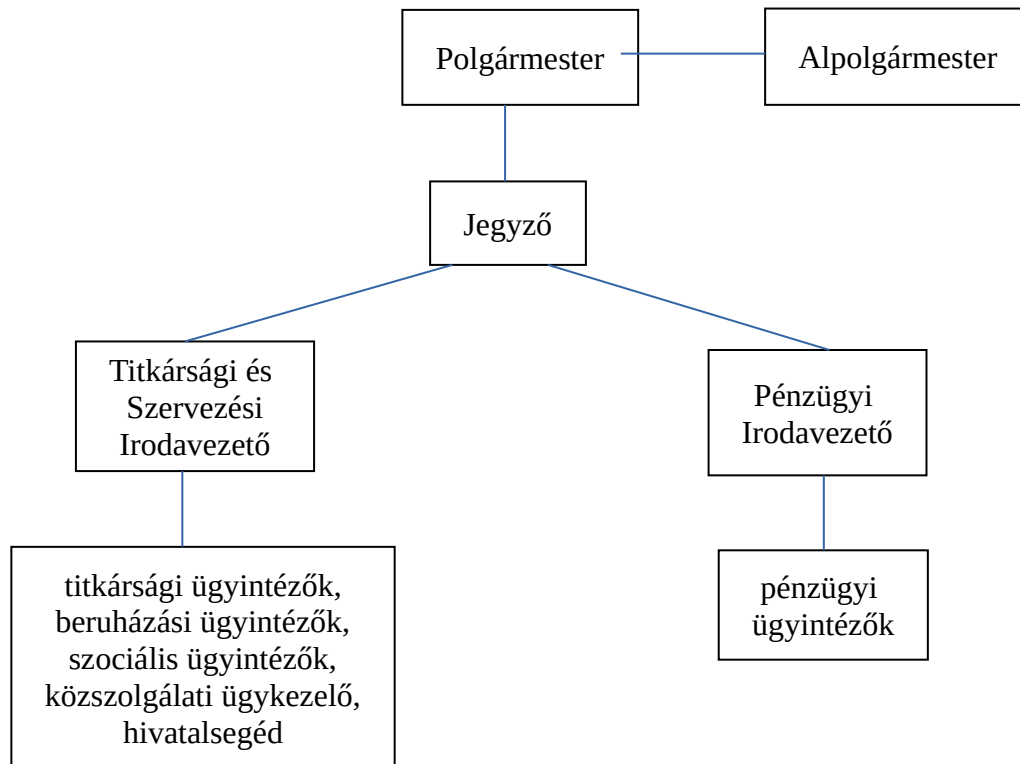 Polgármester
Alpolgármester
Jegyző
Titkársági és
Szervezési
Irodavezető
Pénzügyi
Irodavezető
titkársági ügyintézők,
beruházási ügyintézők,
szociális ügyintézők,
közszolgálati ügykezelő,
hivatalsegéd
pénzügyi
ügyintézők